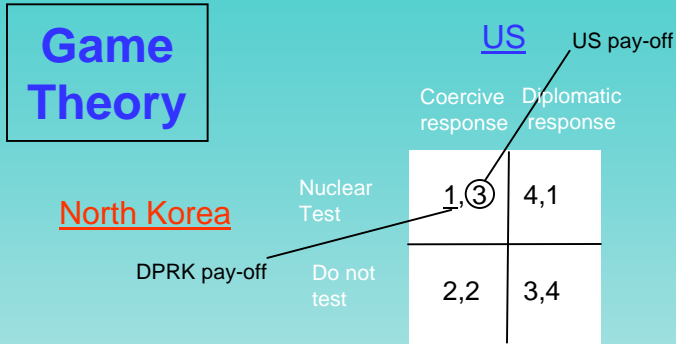 Game
Theory
US
US pay-off
Coercive
response
Diplomatic
response
North Korea
Nuclear
Test
1,3
4,1
DPRK pay-off
Do not
test
2,2
3,4